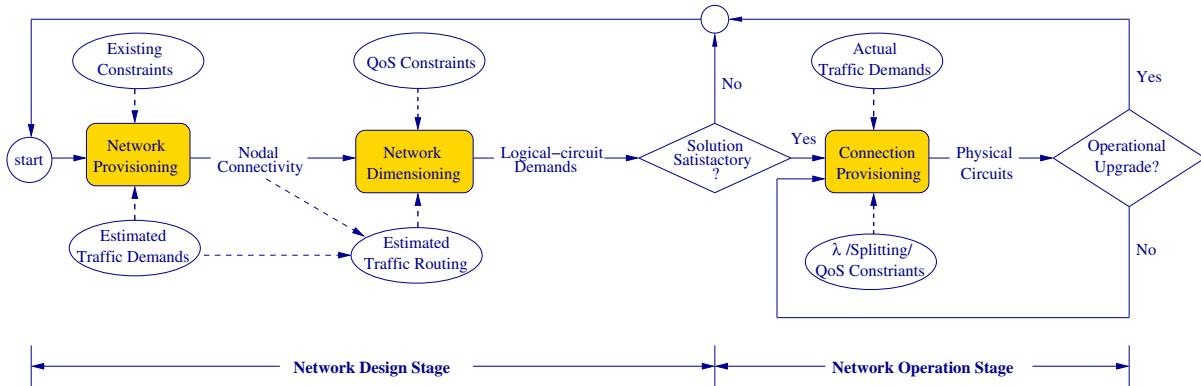 Existing
Constraints
QoS Constraints
Actual
Traffic Demands
Yes
No
start
Network
Provisioning
Nodal
Connectivity
Network
Dimensioning
Logical−circuit
Demands
Solution
Satistactory
?
Yes
Connection
Provisioning
Physical
Circuits
Operational
Upgrade?
Estimated
Traffic Demands
Estimated
Traffic Routing
λ /Splitting/
QoS Constriants
No
Network Design Stage
Network Operation Stage